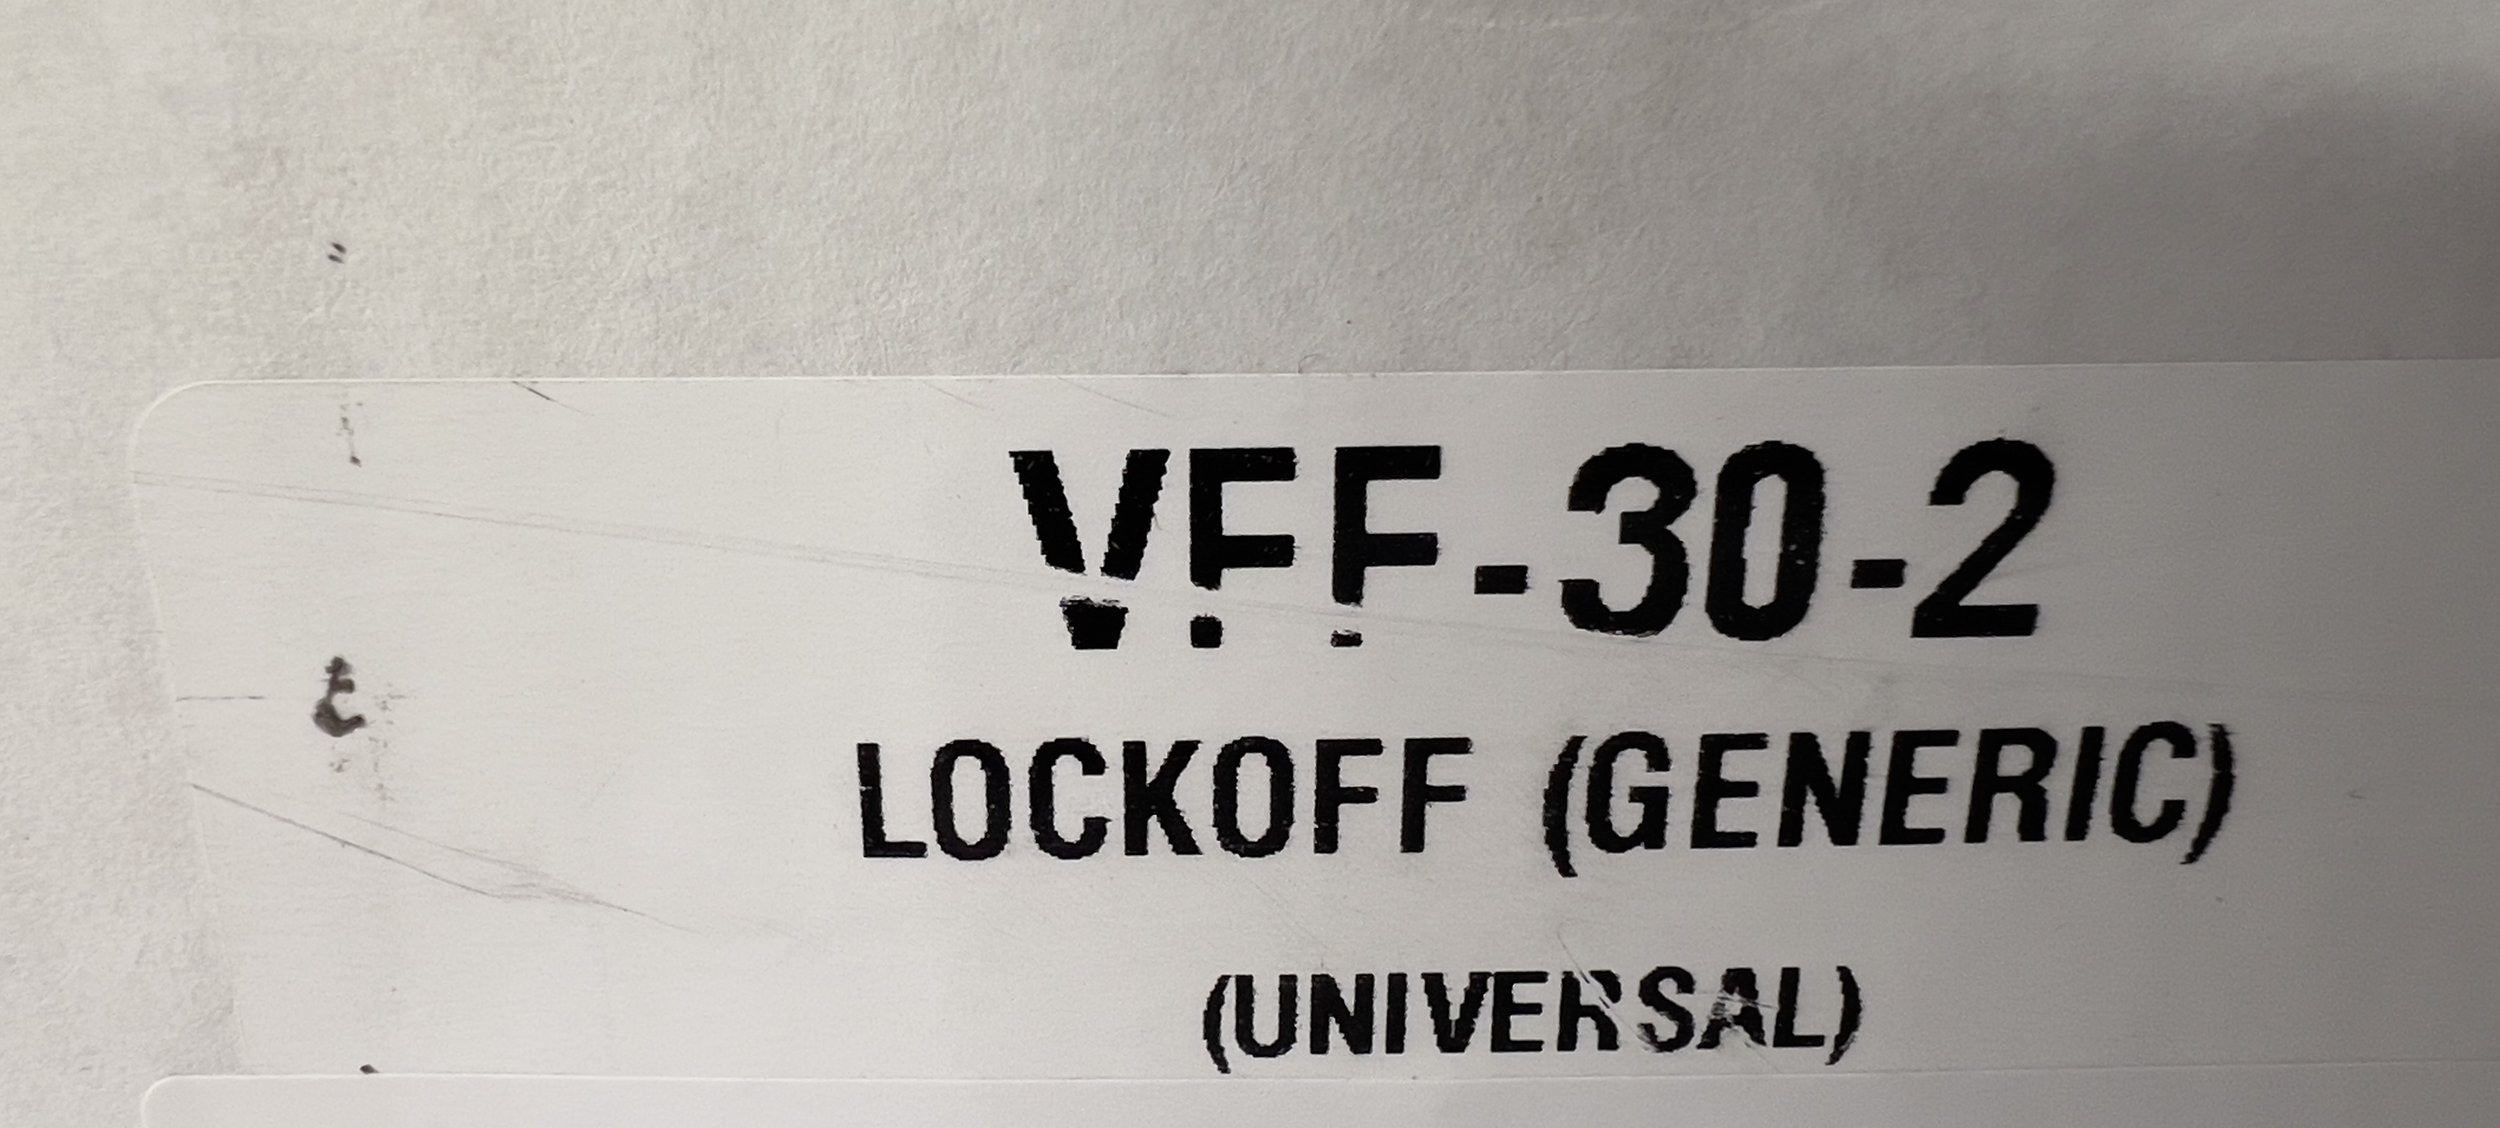 VFF-30-2
LOCKOFF (GENERIC)
(UNIVERSAL)